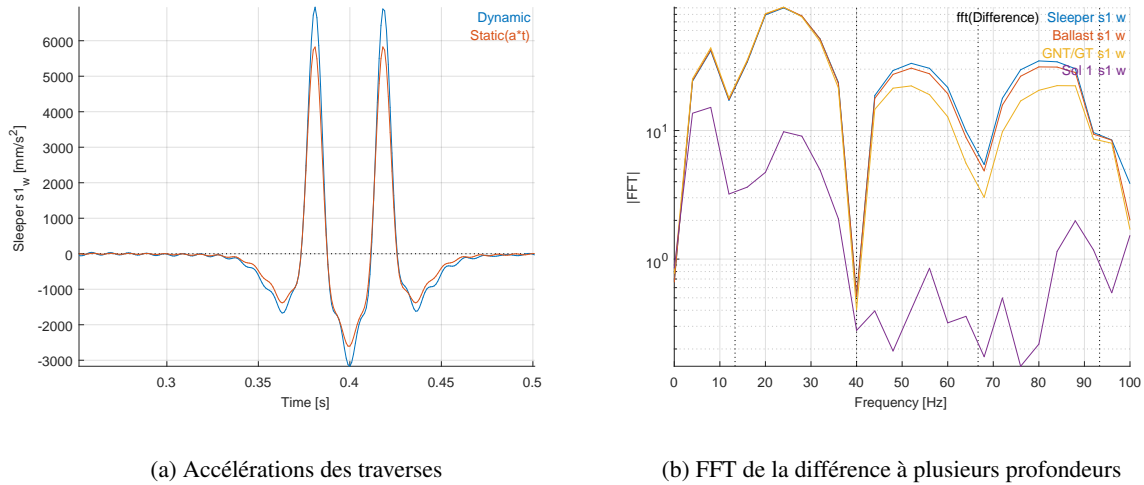 Dynamic
Static(a*t)
6000
5000
4000
3000
2000
1000
0
-1000
-2000
-3000
0.3 0.35 0.4 0.45 0.5
Time [s]
Sleeper s1_w [mm/s^2]
fft(Difference) Sleeper s1 w
Ballast s1 w
GNT/GT s1 w
Sol 1 s1 w
10^1
10^0
0 10 20 30 40 50 60 70 80 90 100
Frequency [Hz]
|FFT|
(a) Accélérations des traverses
(b) FFT de la différence à plusieurs profondeurs